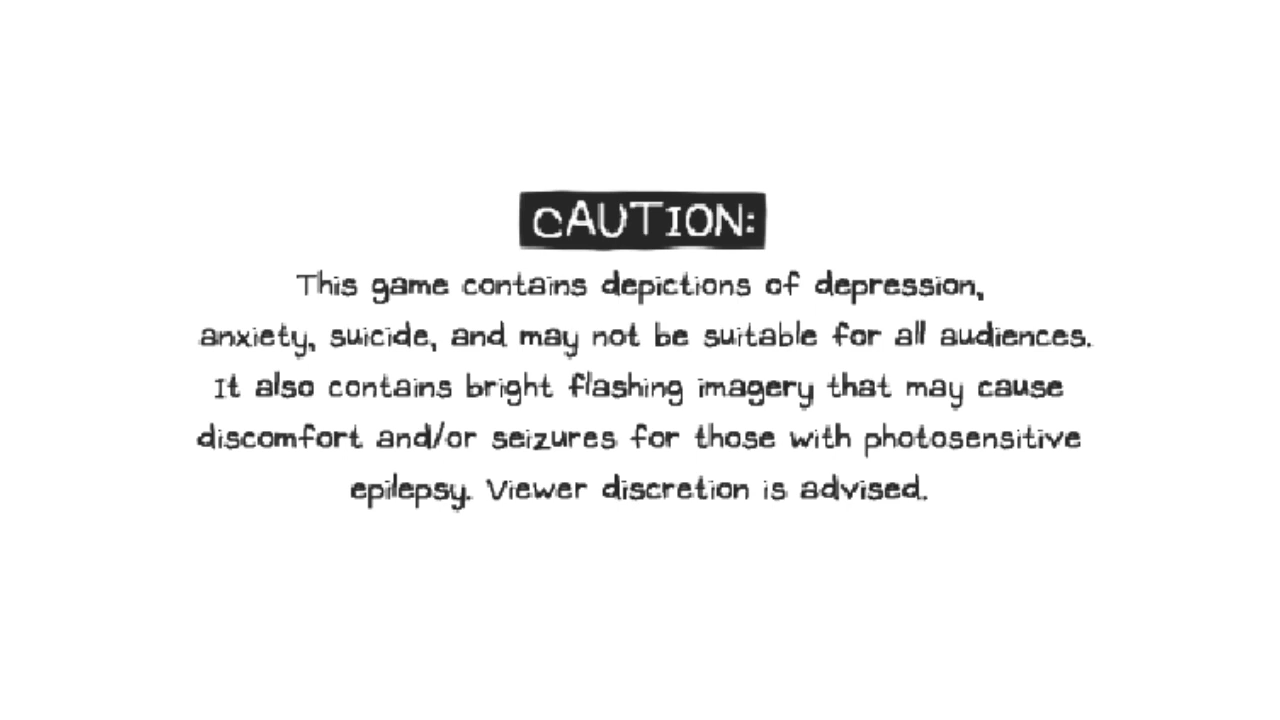 CAUTION:
This game contains depictions of depression,
anxiety, suicide, and may not be suitable for all audiences.
It also contains bright flashing imagery that may cause
discomfort and/or seizures for those with photosensitive
epilepsy. Viewer discretion is advised.